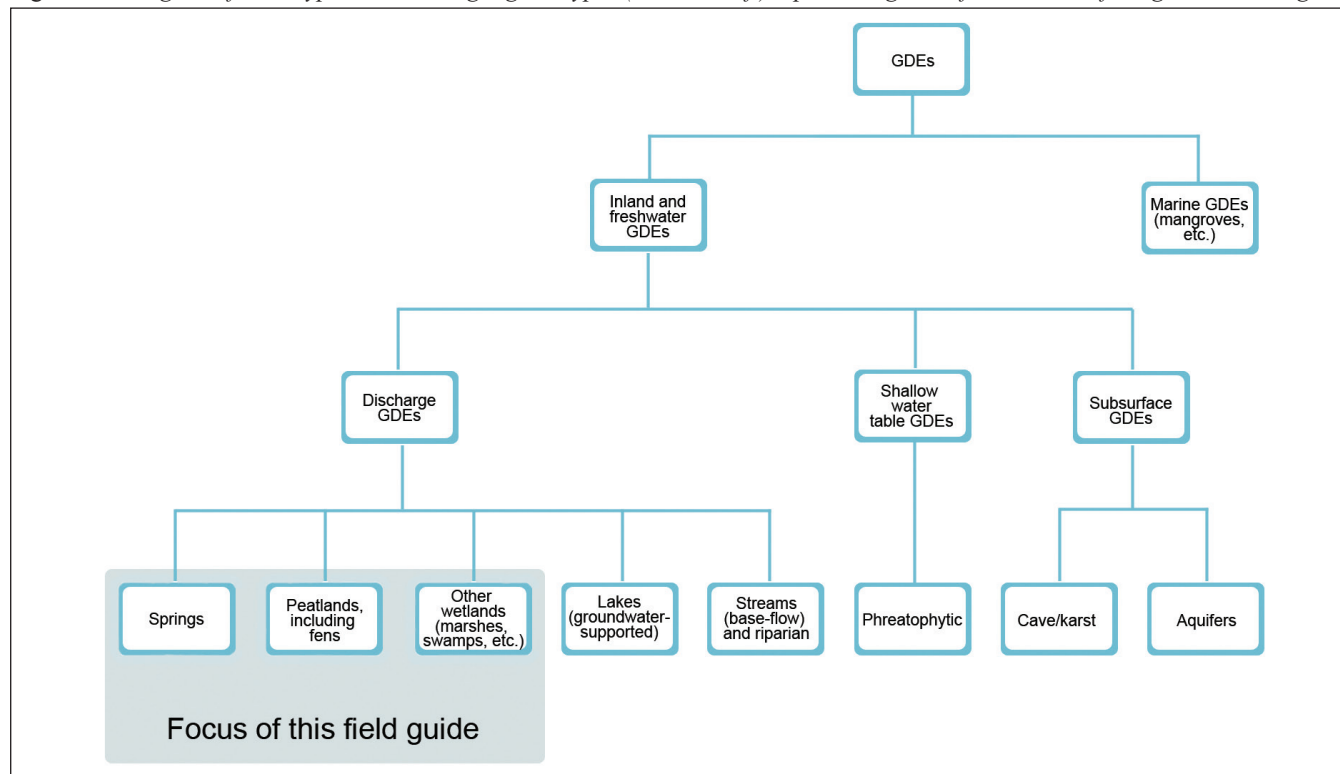 GDEs
Inland and
freshwater
GDEs
Marine GDEs
(mangroves,
etc.)
Discharge
GDEs
Shallow
water
table GDEs
Subsurface
GDEs
Springs
Peatlands,
including
fens
Other
wetlands
(marshes,
swamps, etc.)
Lakes
(groundwater-
supported)
Streams
(base-flow)
and riparian
Phreatophytic
Cave/karst
Aquifers
Focus of this field guide